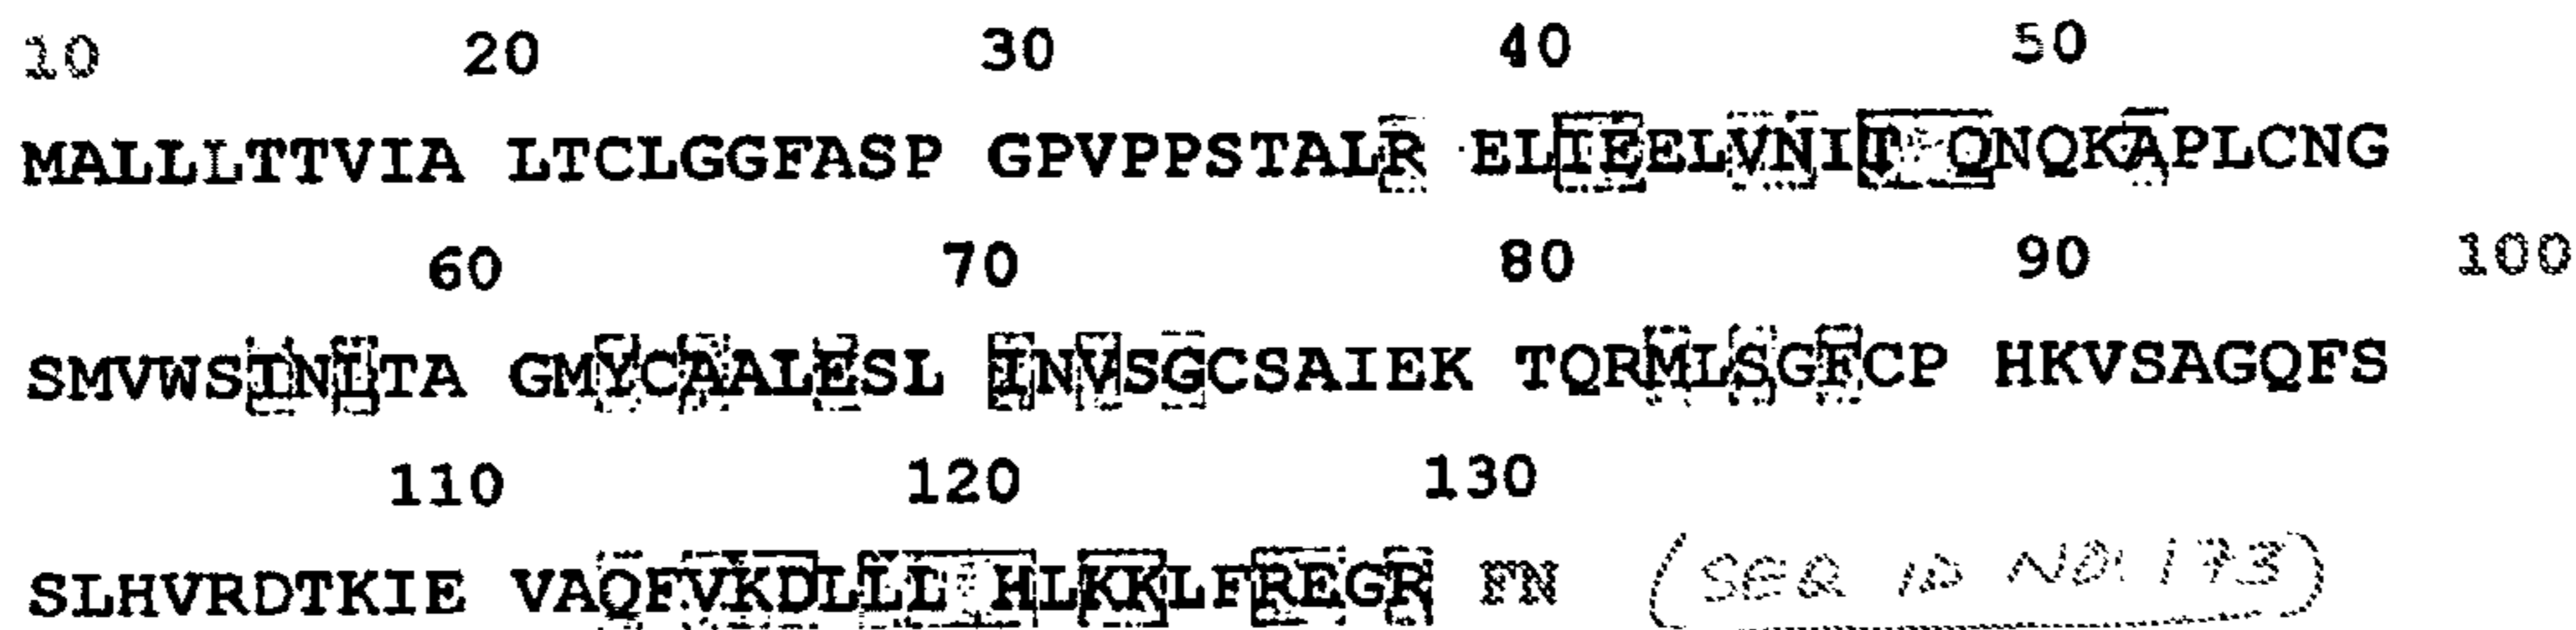 10 20 30 40 50
MALLLTTVIA LTCLGGFASP GPVPPSTALR ELIEELVNIT QNQKAPLCNG
60 70 80 90 100
SMVWSINLTA GMYCAALESL INVSGCSAIEK TQRMLSGFCP HKVSAGQFS
110 120 130
SLHVRDTKIE VAQFVKDLLL HLKKLFREGR FN (SEQ ID NO: 173)